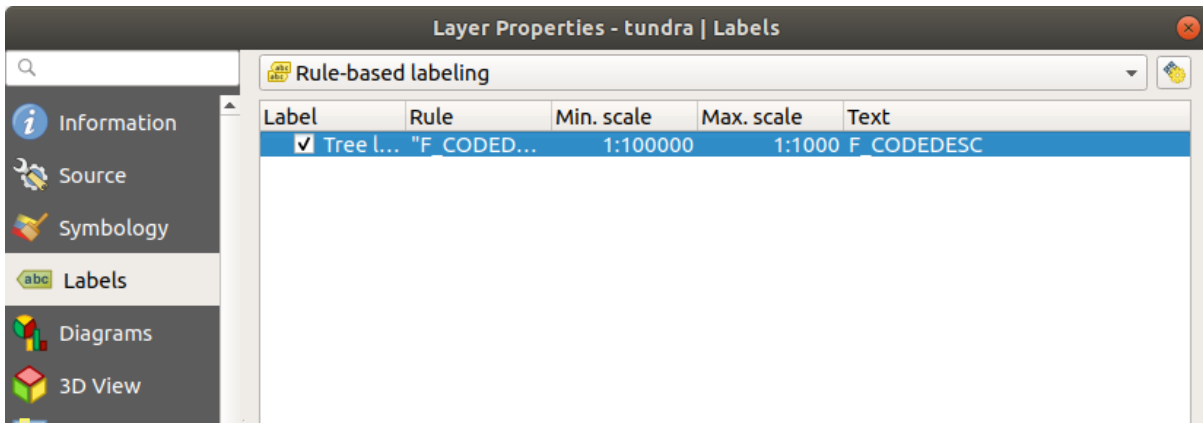 Layer Properties - tundra | Labels
Rule-based labeling
Information
Source
Symbology
abc Labels
Diagrams
3D View
Label Rule Min. scale Max. scale Text
Tree l... "F_CODED... 1:100000 1:1000 F_CODEDESC